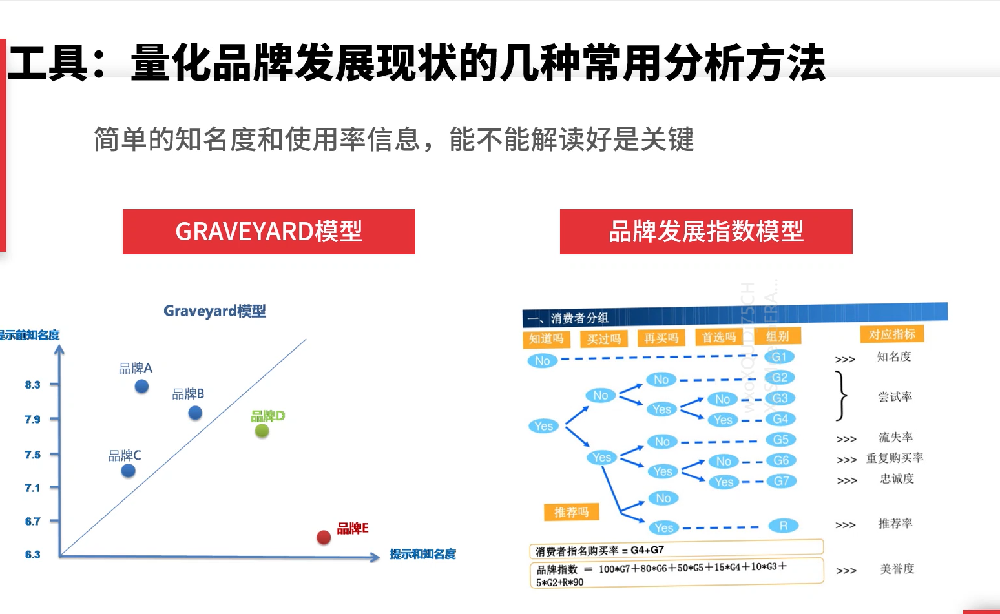 工具：量化品牌发展现状的几种常用分析方法
简单的知名度和使用率信息，能不能解读好是关键
GRAVEYARD模型
品牌发展指数模型
Graveyard模型
提示前知名度
8.3
7.9
7.5
7.1
6.7
6.3
品牌A
品牌B
品牌D
品牌C
品牌E
提示和知名度
一、消费者分组
知道吗 买过吗 再买吗 首选吗 组别 对应指标
No G1 >>> 知名度
No G2
No No G3 尝试率
Yes
Yes Yes G4
No G5 >>> 流失率
Yes No G6 >>> 重复购买率
Yes
Yes G7 >>> 忠诚度
No
推荐吗
Yes R >>> 推荐率
消费者指名购买率 = G4+G7
品牌指数 ＝ 100*G7＋80*G6＋50*G5＋15*G4＋10*G3＋
5*G2+R*90
>>> 美誉度